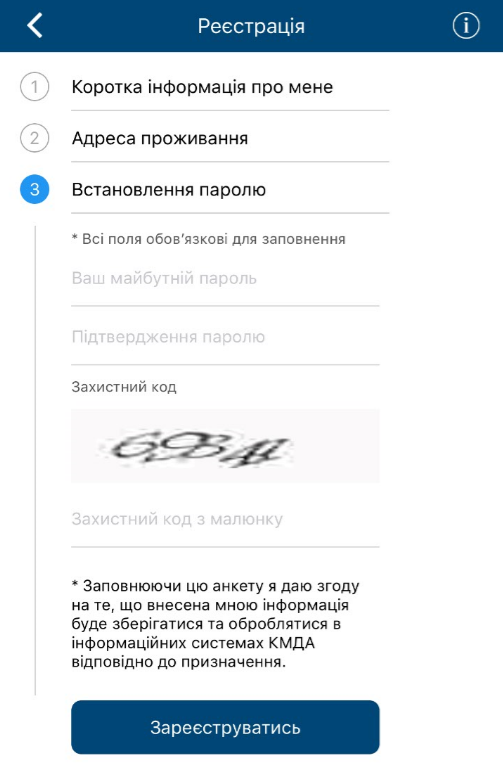 Реєстрація
1 Коротка інформація про мене
2 Адреса проживання
3 Встановлення паролю
* Всі поля обов'язкові для заповнення
Ваш майбутній пароль
Підтвердження паролю
Захистний код
Захистний код з малюнку
* Заповнюючи цю анкету я даю згоду
на те, що внесена мною інформація
буде зберігатися та оброблятися в
інформаційних системах КМДА
відповідно до призначення.
Зареєструватись